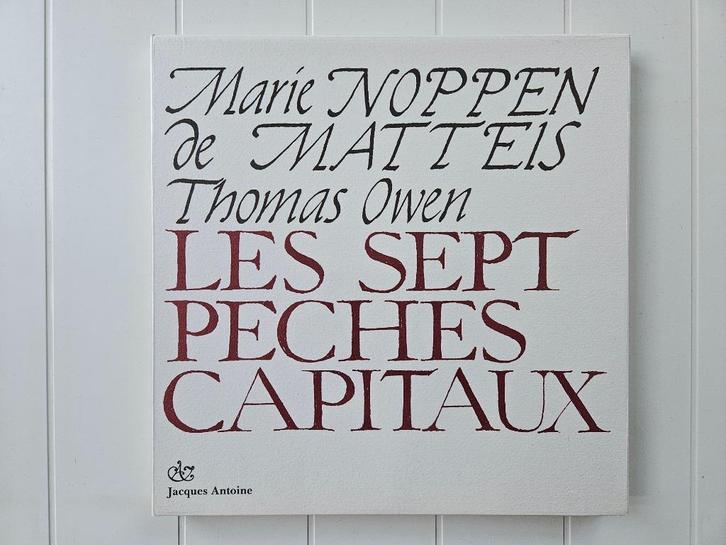 Marie NOPPEN
de MATTEIS
Thomas Owen
LES SEPT
PECHES
CAPITAUX
Jacques Antoine